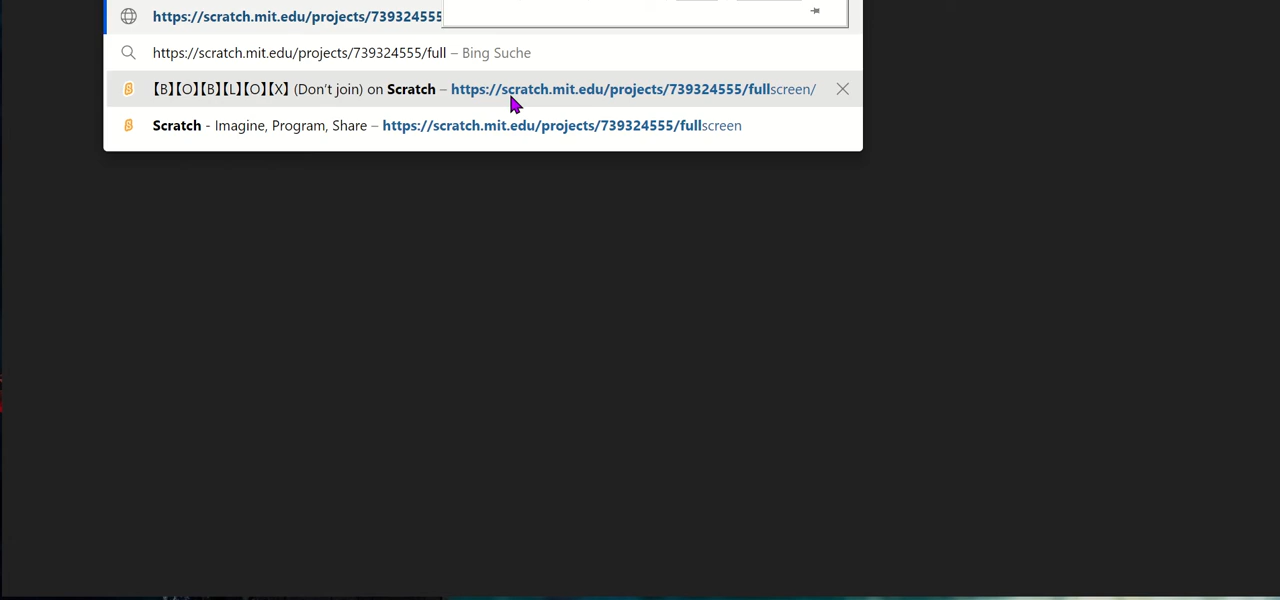 https://scratch.mit.edu/projects/739324555
https://scratch.mit.edu/projects/739324555/full – Bing Suche
【B】【O】【B】【L】【O】【X】 (Don't join) on Scratch – https://scratch.mit.edu/projects/739324555/fullscreen/
Scratch - Imagine, Program, Share – https://scratch.mit.edu/projects/739324555/fullscreen